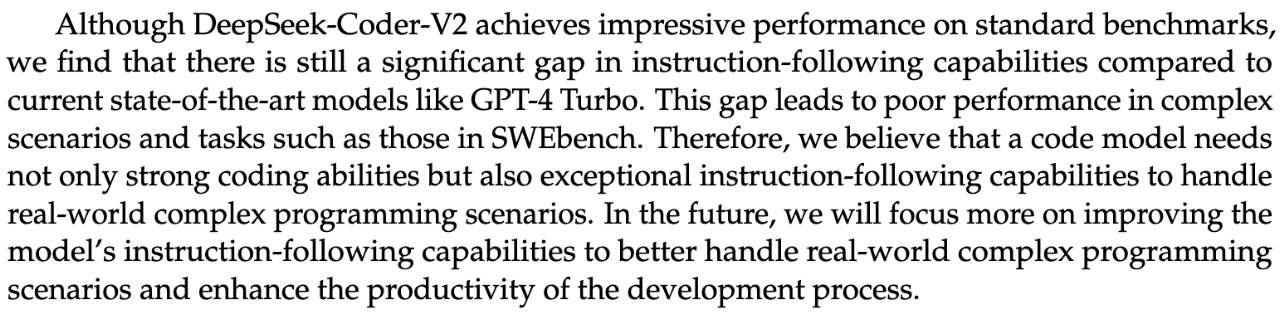 Although DeepSeek-Coder-V2 achieves impressive performance on standard benchmarks,
we find that there is still a significant gap in instruction-following capabilities compared to
current state-of-the-art models like GPT-4 Turbo. This gap leads to poor performance in complex
scenarios and tasks such as those in SWEbench. Therefore, we believe that a code model needs
not only strong coding abilities but also exceptional instruction-following capabilities to handle
real-world complex programming scenarios. In the future, we will focus more on improving the
model’s instruction-following capabilities to better handle real-world complex programming
scenarios and enhance the productivity of the development process.